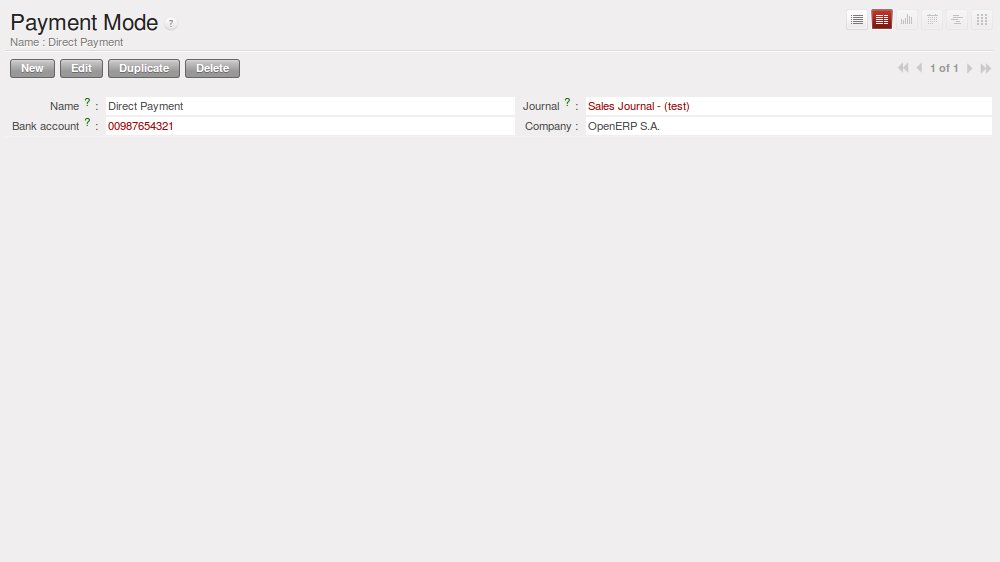 Payment Mode ?
Name : Direct Payment
New Edit Duplicate Delete 1 of 1
Name ? : Direct Payment Journal ? : Sales Journal - (test)
Bank account ? : 00987654321 Company : OpenERP S.A.